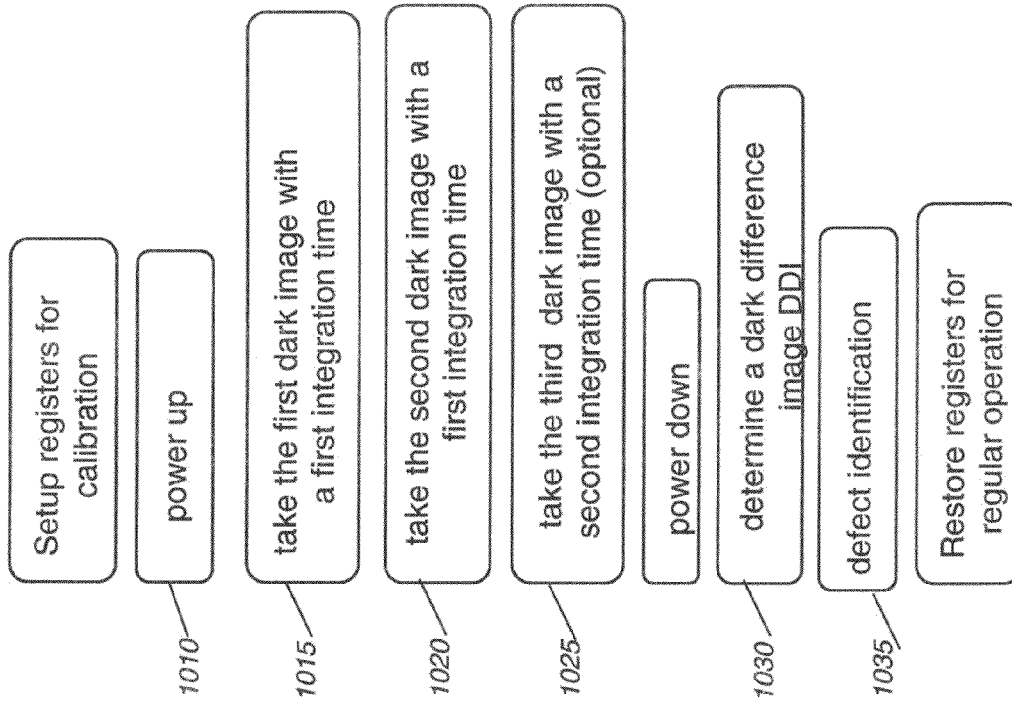 Setup registers for
calibration
power up
1010
take the first dark image with
a first integration time
1015
take the second dark image with a
first integration time
1020
take the third dark image with a
second integration time (optional)
1025
power down
determine a dark difference
image DDI
1030
defect identification
1035
Restore registers for
regular operation